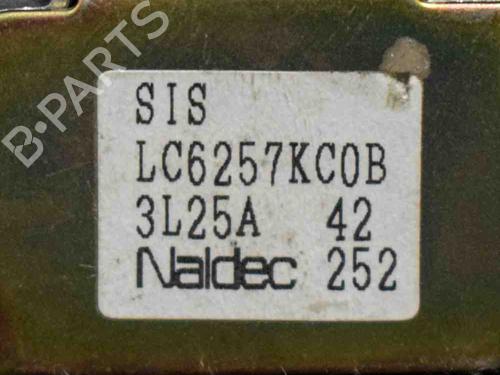 B-PARTS
SIS
LC6257KC0B
3L25A 42
Naldec 252